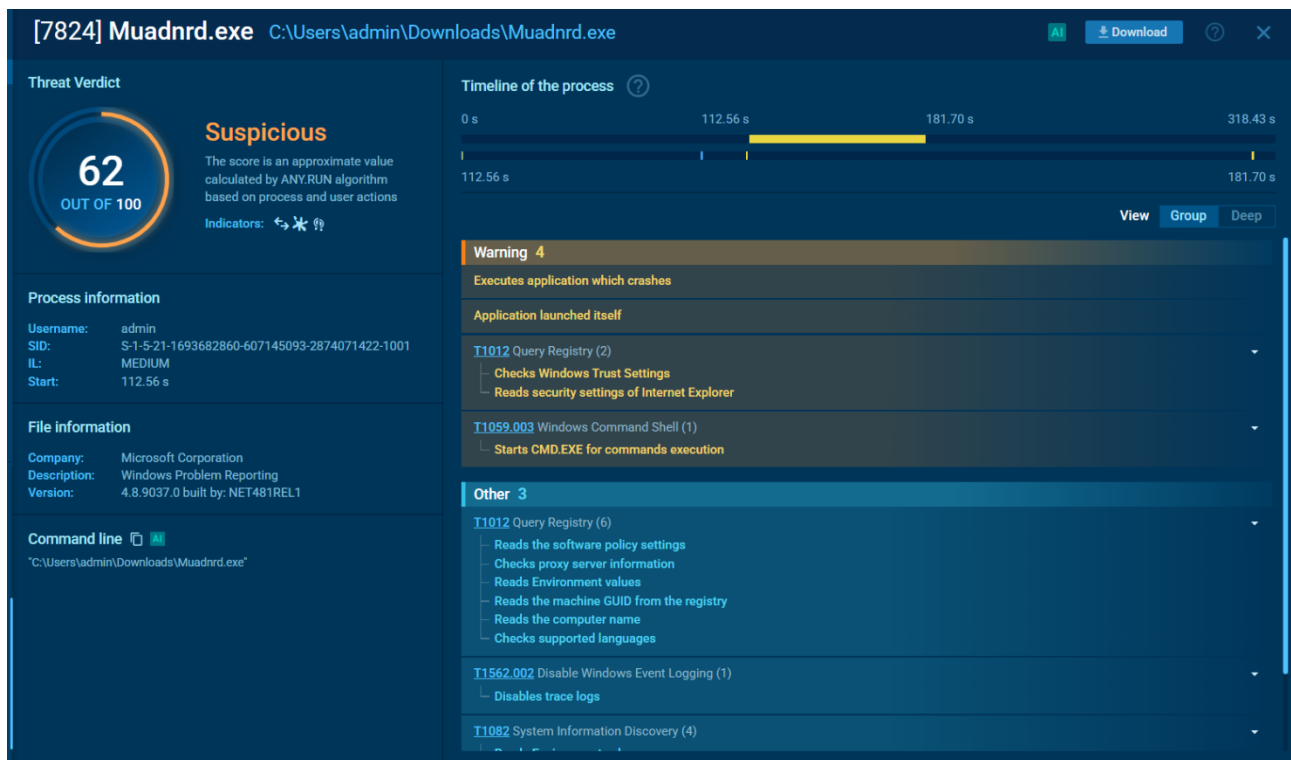 [7824] Muadnrd.exe C:\Users\admin\Downloads\Muadnrd.exe
AI
Download
?
Threat Verdict
62
OUT OF 100
Suspicious
The score is an approximate value
calculated by ANY.RUN algorithm
based on process and user actions
Indicators:
Process information
Username: admin
SID: S-1-5-21-1693682860-607145093-2874071422-1001
IL: MEDIUM
Start: 112.56 s
File information
Company: Microsoft Corporation
Description: Windows Problem Reporting
Version: 4.8.9037.0 built by: NET481REL1
Command line AI
"C:\Users\admin\Downloads\Muadnrd.exe"
Timeline of the process ?
0 s 112.56 s 181.70 s 318.43 s
112.56 s 181.70 s
View Group Deep
Warning 4
Executes application which crashes
Application launched itself
T1012 Query Registry (2)
Checks Windows Trust Settings
Reads security settings of Internet Explorer
T1059.003 Windows Command Shell (1)
Starts CMD.EXE for commands execution
Other 3
T1012 Query Registry (6)
Reads the software policy settings
Checks proxy server information
Reads Environment values
Reads the machine GUID from the registry
Reads the computer name
Checks supported languages
T1562.002 Disable Windows Event Logging (1)
Disables trace logs
T1082 System Information Discovery (4)